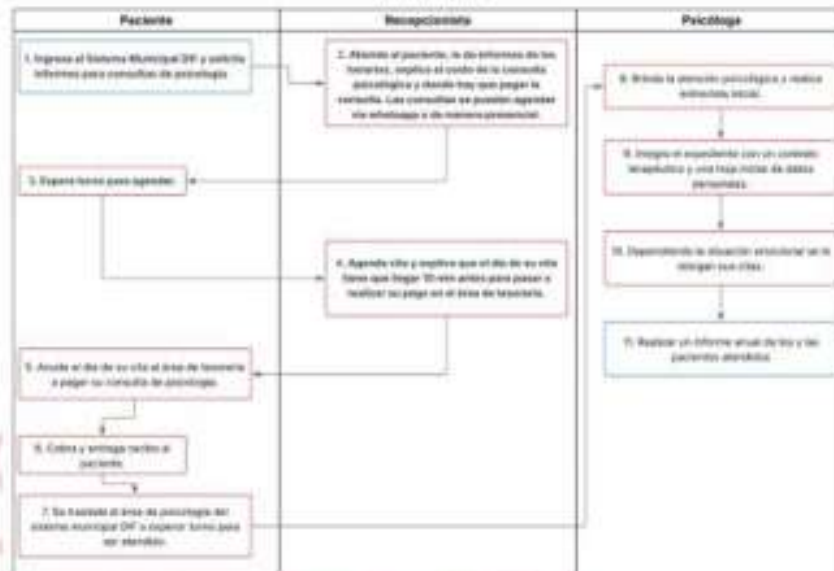 Paciente
Recepcionista
Psicóloga
1. Ingresa al Sistema Municipal DIF y solicita
informes para consultas de psicología
2. Atiende al paciente, le da informes de los
horarios, explica el costo de la consulta
psicológica y donde hay que pagar la
consulta. Las consultas se pueden agendar
vía whatsapp o de manera presencial.
3. Espera turno para agendar.
4. Agenda cita y explica que el día de su cita
tiene que llegar 10 min antes para pasar a
realizar su pago en el área de tesorería.
5. Acude el día de su cita al área de tesorería
a pagar su consulta de psicología.
6. Cobra y entrega recibo al
paciente.
7. Se traslada al área de psicología del
sistema municipal DIF a esperar turno para
ser atendido.
8. Brinda la atención psicológica y realiza
entrevista inicial.
9. Integra el expediente con un contrato
terapéutico y una hoja inicial de datos
personales.
10. Dependiendo la situación emocional se le
otorgan sus citas.
11. Realizar un informe anual de los y las
pacientes atendidos.